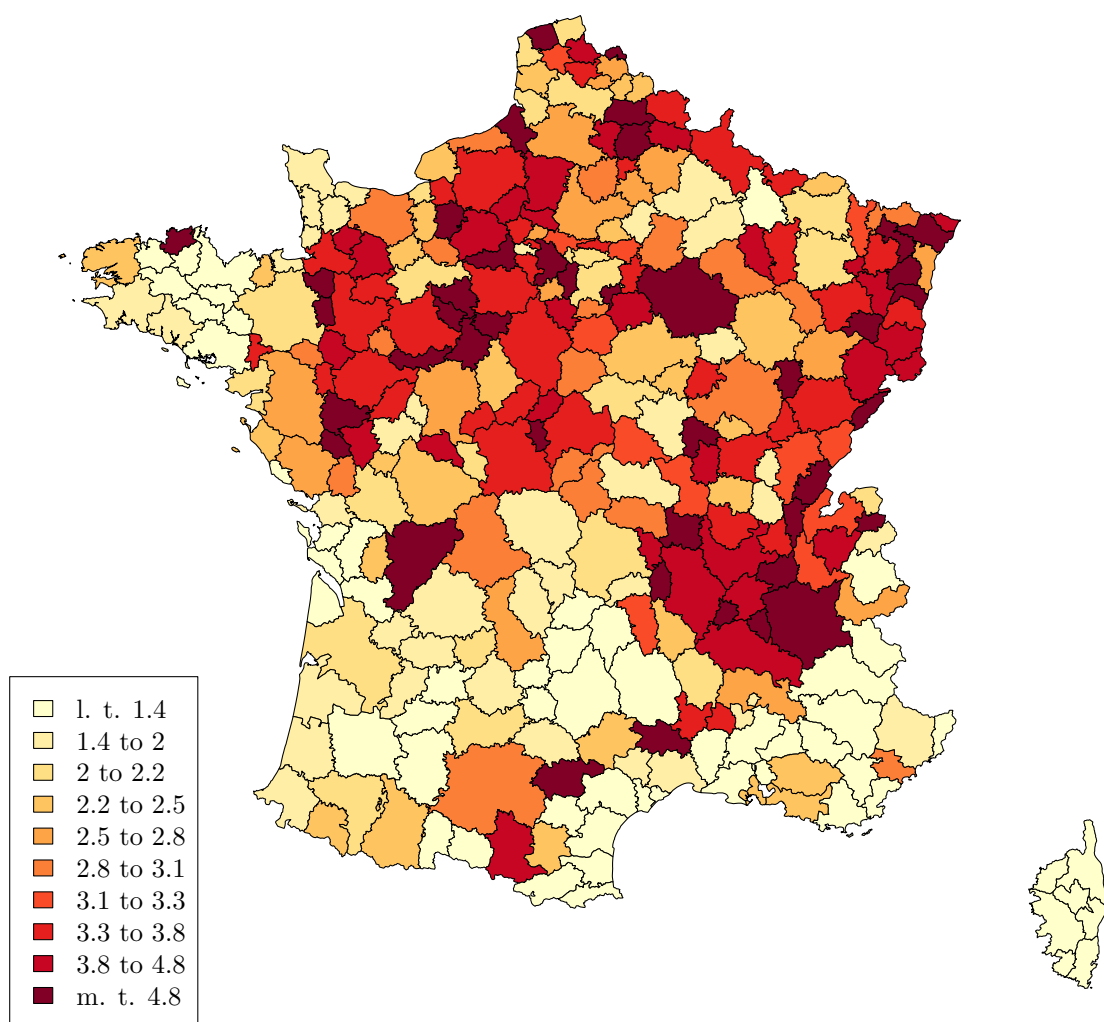 l. t. 1.4
1.4 to 2
2 to 2.2
2.2 to 2.5
2.5 to 2.8
2.8 to 3.1
3.1 to 3.3
3.3 to 3.8
3.8 to 4.8
m. t. 4.8